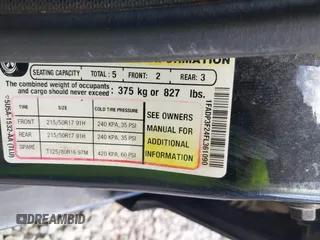 INFORMATION
SEATING CAPACITY TOTAL: 5 FRONT: 2 REAR: 3
The combined weight of occupants and cargo should never exceed: 375 kg or 827 lbs.
TIRE SIZE COLD TIRE PRESSURE
FRONT 215/50R17 91H 240 KPA, 35 PSI
REAR 215/50R17 91H 240 KPA, 35 PSI
SPARE T125/80R16 97M 420 KPA, 60 PSI
SEE OWNERS
MANUAL FOR
ADDITIONAL
INFORMATION
1FADP3F24FL361090
DREAMBID